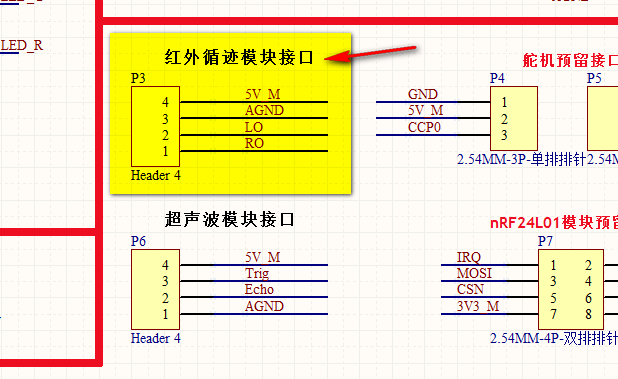 LED_R
红外循迹模块接口
P3
4 5V_M
3 AGND
2 LO
1 RO
Header 4
舵机预留接口
P4
GND 1
5V_M 2
CCP0 3
2.54MM-3P-单排排针
P5
2.54M
超声波模块接口
P6
4 5V_M
3 Trig
2 Echo
1 AGND
Header 4
nRF24L01模块预留
P7
IRQ 1 2
MOSI 3 4
CSN 5 6
3V3_M 7 8
2.54MM-4P-双排排针